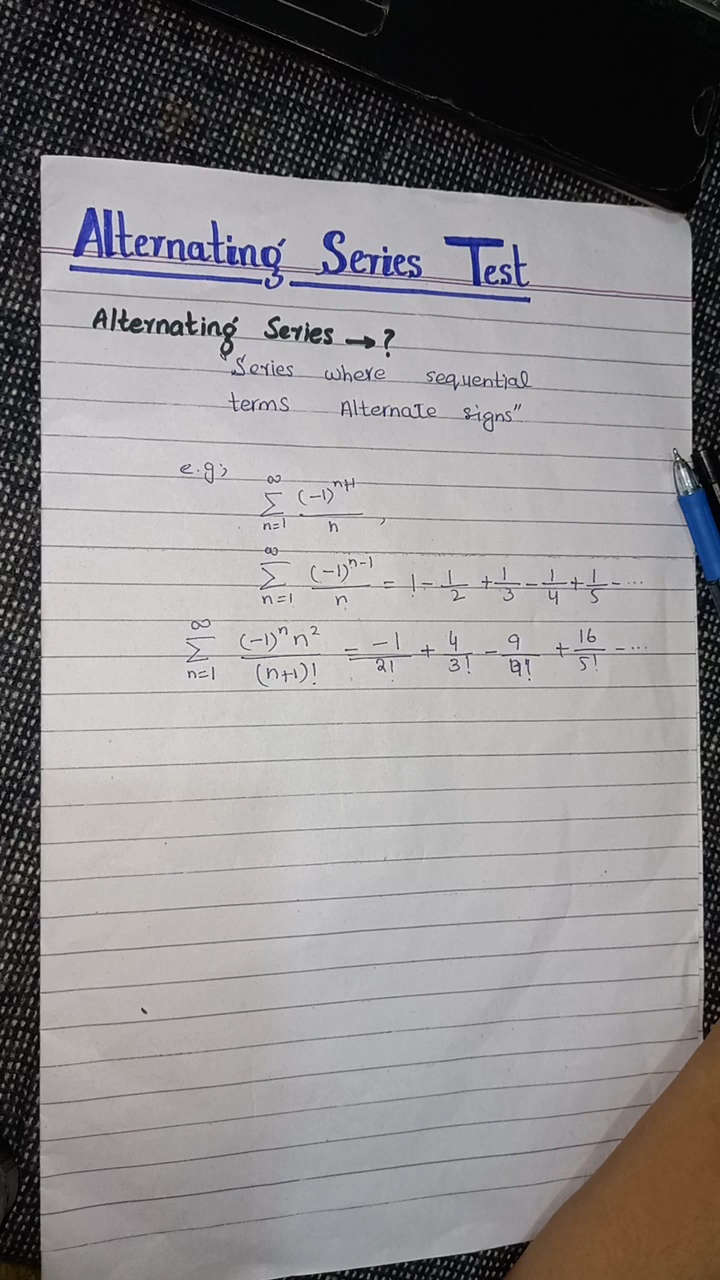 Alternating Series Test
Alternating Series → ?
"Series where sequential
terms Alternate signs"
e.g;
∞ Σ n=1 (-1)^{n+1} / n ,
∞ Σ n=1 (-1)^{n-1} / n = 1 - 1/2 + 1/3 - 1/4 + 1/5 - ...
∞ Σ n=1 (-1)^n n^2 / (n+1)! = -1/2! + 4/3! - 9/4! + 16/5! - ...